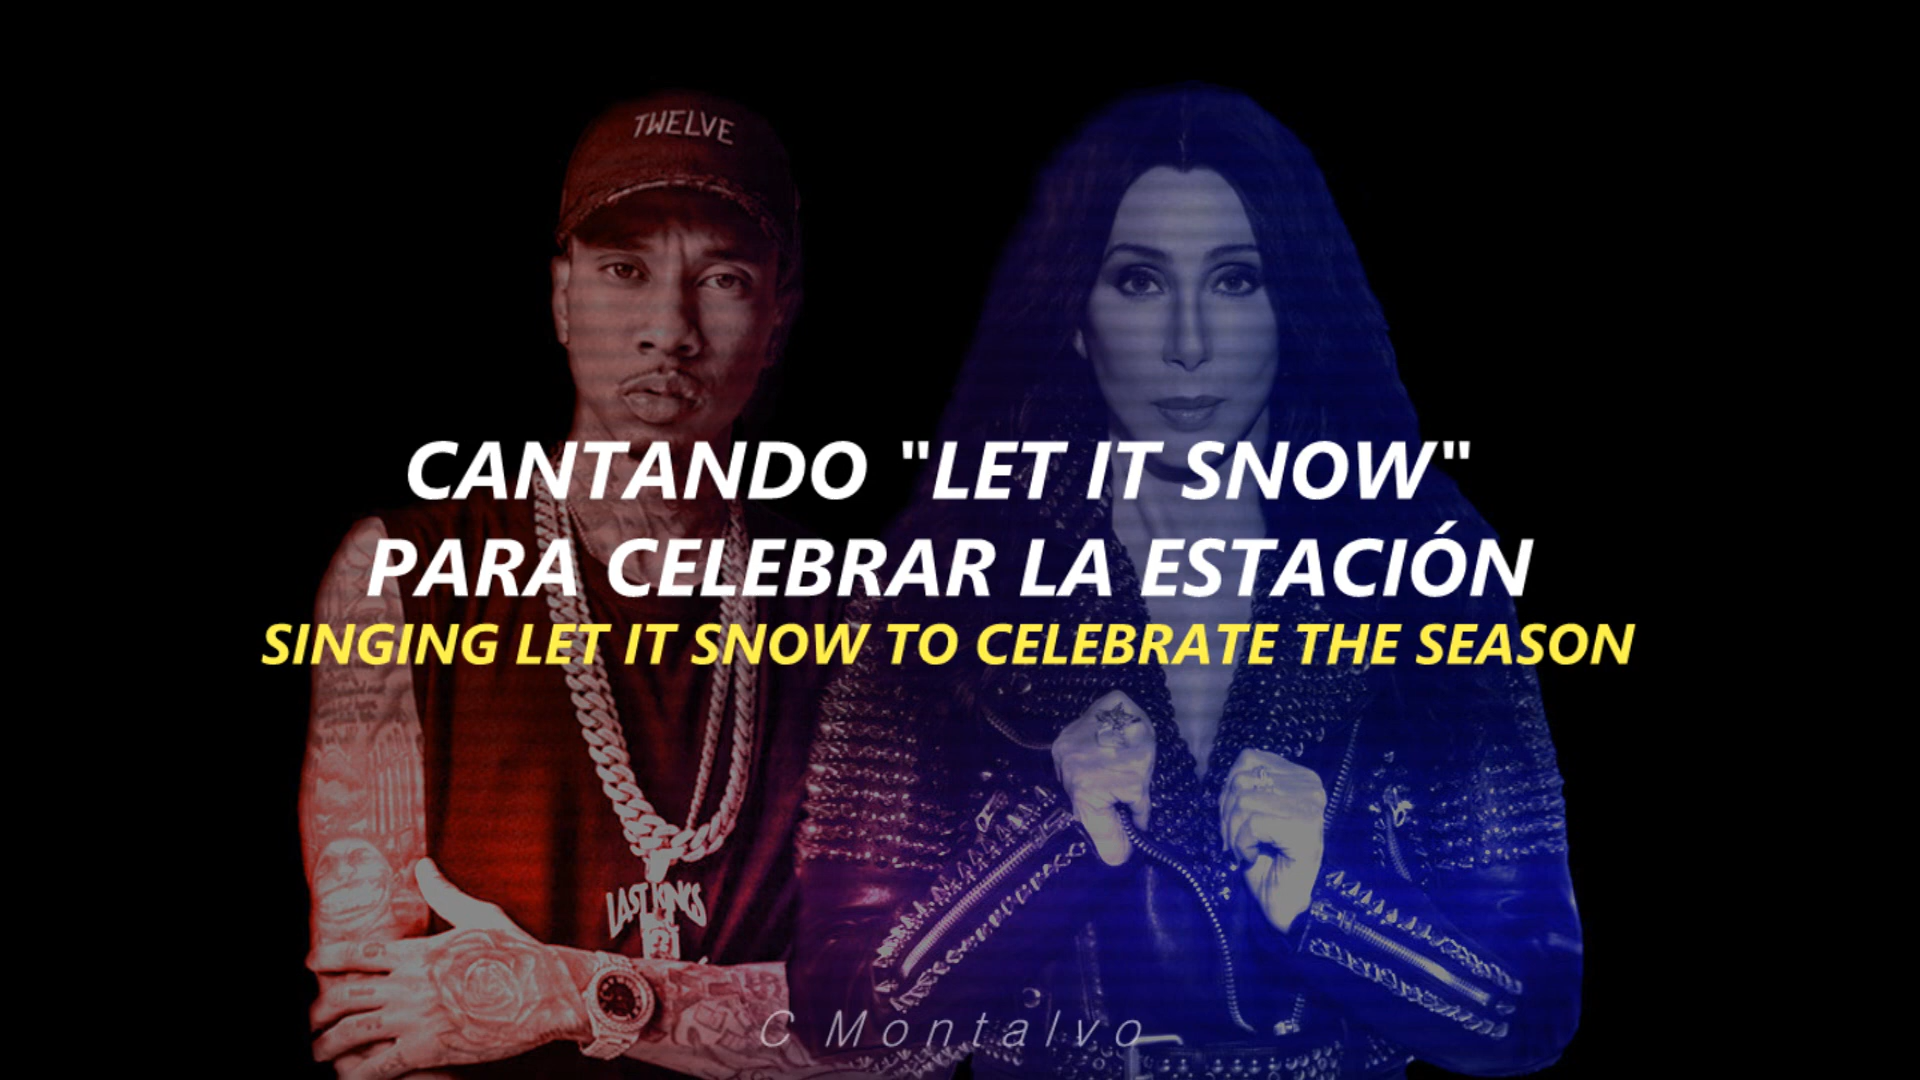 TWELVE
CANTANDO "LET IT SNOW"
PARA CELEBRAR LA ESTACIÓN
SINGING LET IT SNOW TO CELEBRATE THE SEASON
LAST KINGS
C Montalvo